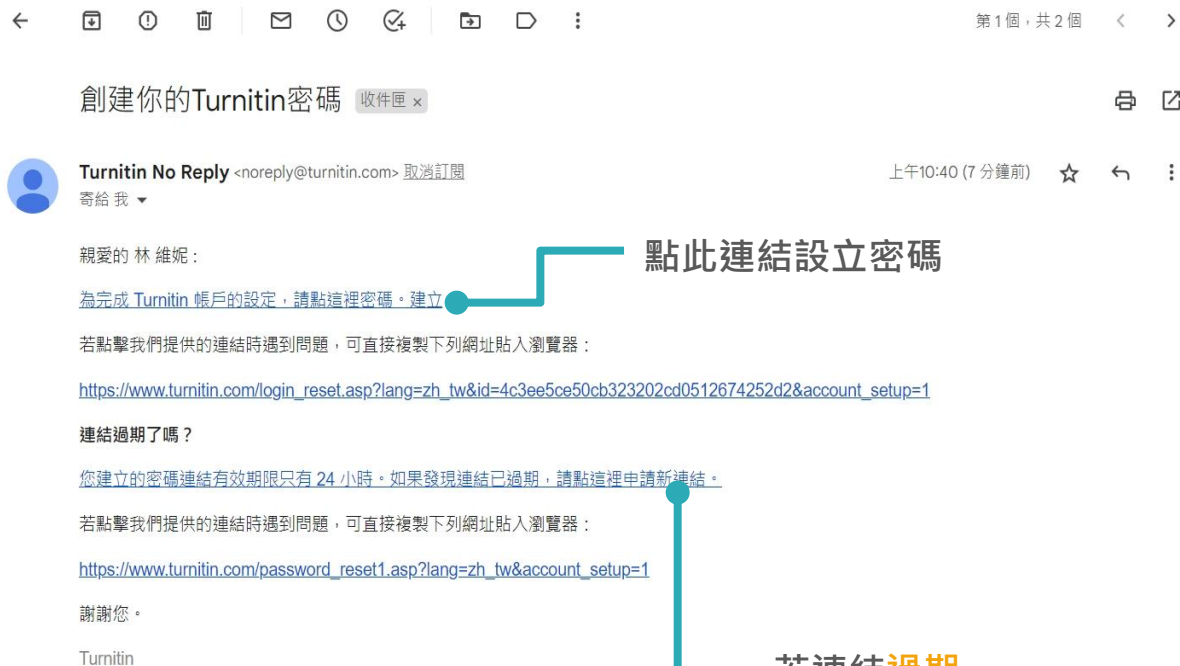 第 1 個，共 2 個
創建你的Turnitin密碼 收件匣 ×
Turnitin No Reply <noreply@turnitin.com> 取消訂閱
上午10:40 (7 分鐘前)
寄給 我
親愛的 林 維妮 :
點此連結設立密碼
為完成 Turnitin 帳戶的設定，請點這裡密碼。建立
若點擊我們提供的連結時遇到問題，可直接複製下列網址貼入瀏覽器 :
https://www.turnitin.com/login_reset.asp?lang=zh_tw&id=4c3ee5ce50cb323202cd0512674252d2&account_setup=1
連結過期了嗎？
您建立的密碼連結有效期限只有 24 小時。如果發現連結已過期，請點這裡申請新連結。
若點擊我們提供的連結時遇到問題，可直接複製下列網址貼入瀏覽器 :
https://www.turnitin.com/password_reset1.asp?lang=zh_tw&account_setup=1
謝謝您。
Turnitin
若連結過期